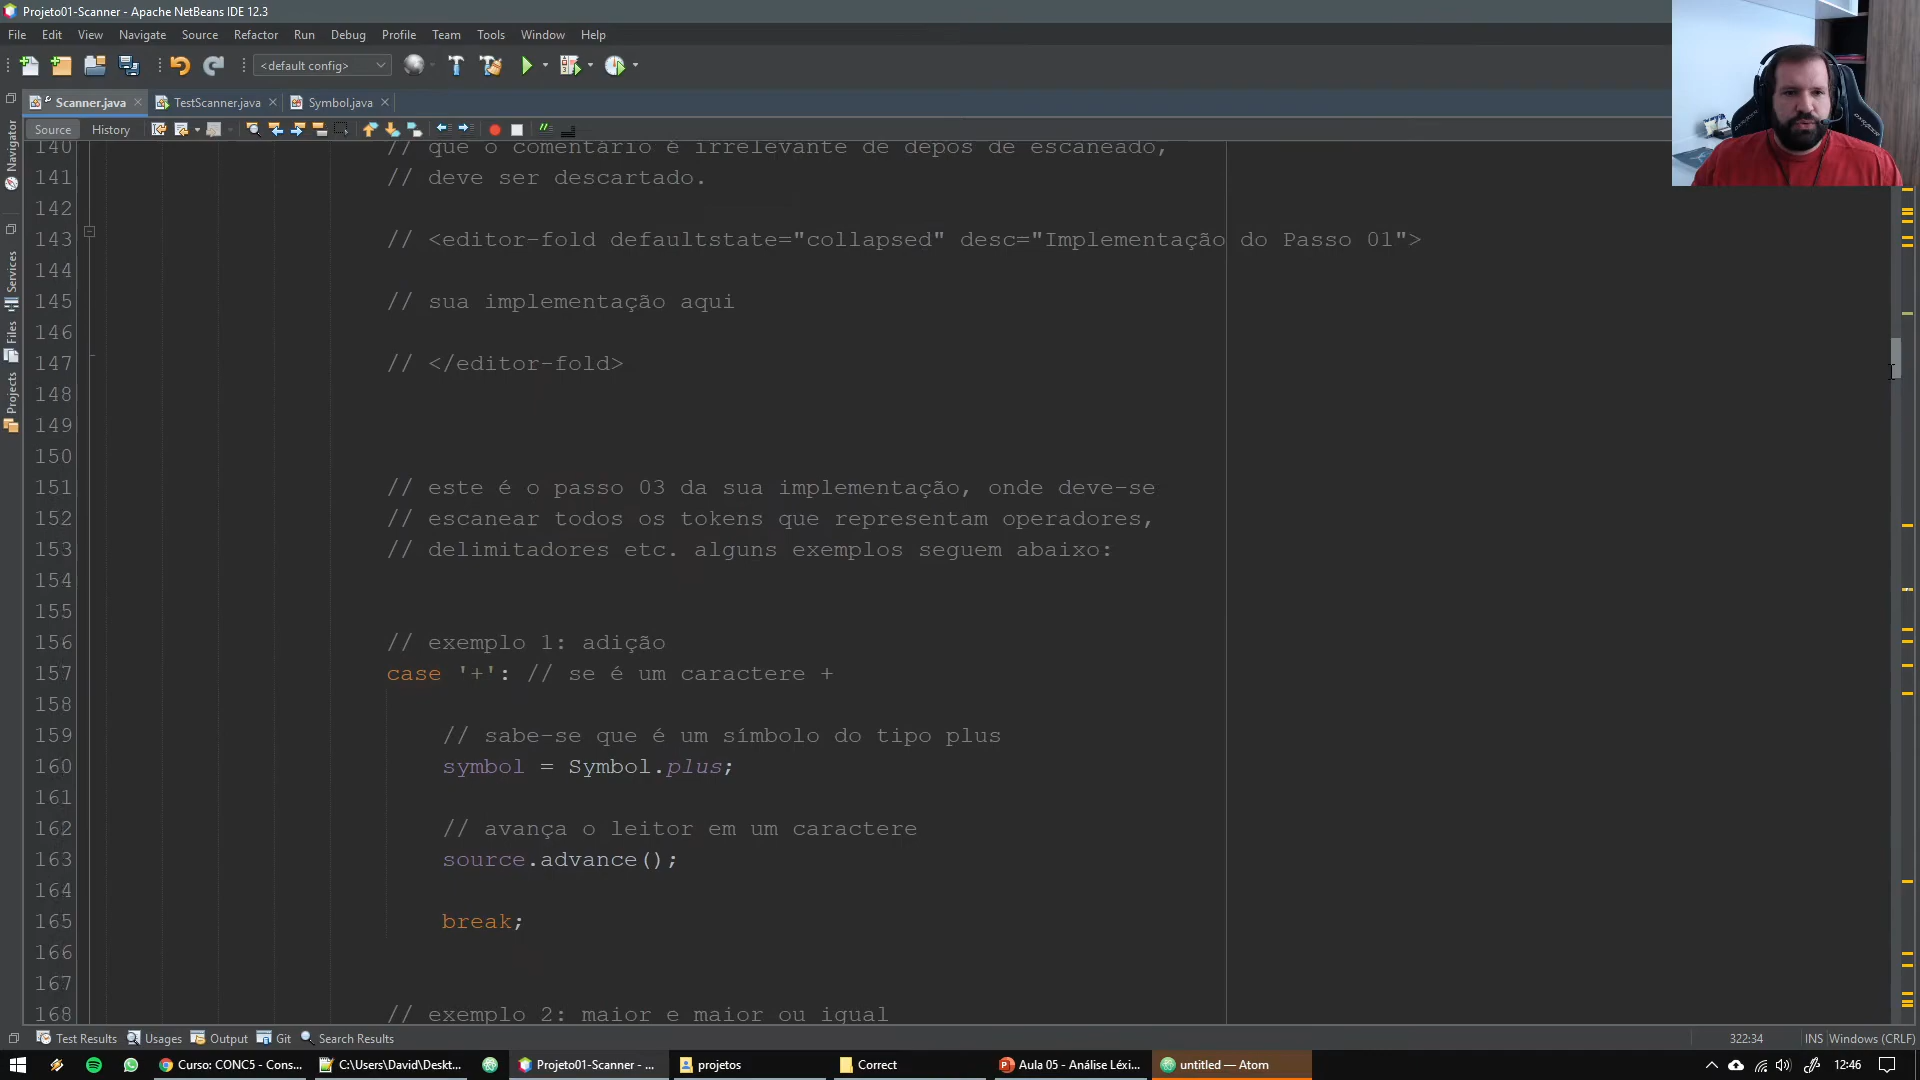 Projeto01-Scanner - Apache NetBeans IDE 12.3
File Edit View Navigate Source Refactor Run Debug Profile Team Tools Window Help
<default config>
Scanner.java TestScanner.java Symbol.java
Source History
Navigator
Services
Files
Projects
140 // que o comentário é irrelevante de depos de escaneado,
141 // deve ser descartado.
142
143 // <editor-fold defaultstate="collapsed" desc="Implementação do Passo 01">
144
145 // sua implementação aqui
146
147 // </editor-fold>
148
149
150
151 // este é o passo 03 da sua implementação, onde deve-se
152 // escanear todos os tokens que representam operadores,
153 // delimitadores etc. alguns exemplos seguem abaixo:
154
155
156 // exemplo 1: adição
157 case '+': // se é um caractere +
158
159 // sabe-se que é um símbolo do tipo plus
160 symbol = Symbol.plus;
161
162 // avança o leitor em um caractere
163 source.advance();
164
165 break;
166
167
168 // exemplo 2: maior e maior ou igual
Test Results Usages Output Git Search Results
322:34 INS Windows (CRLF)
Curso: CONC5 - Cons... C:\Users\David\Deskt... Projeto01-Scanner - ... projetos Correct Aula 05 - Análise Léxi... untitled — Atom 12:46